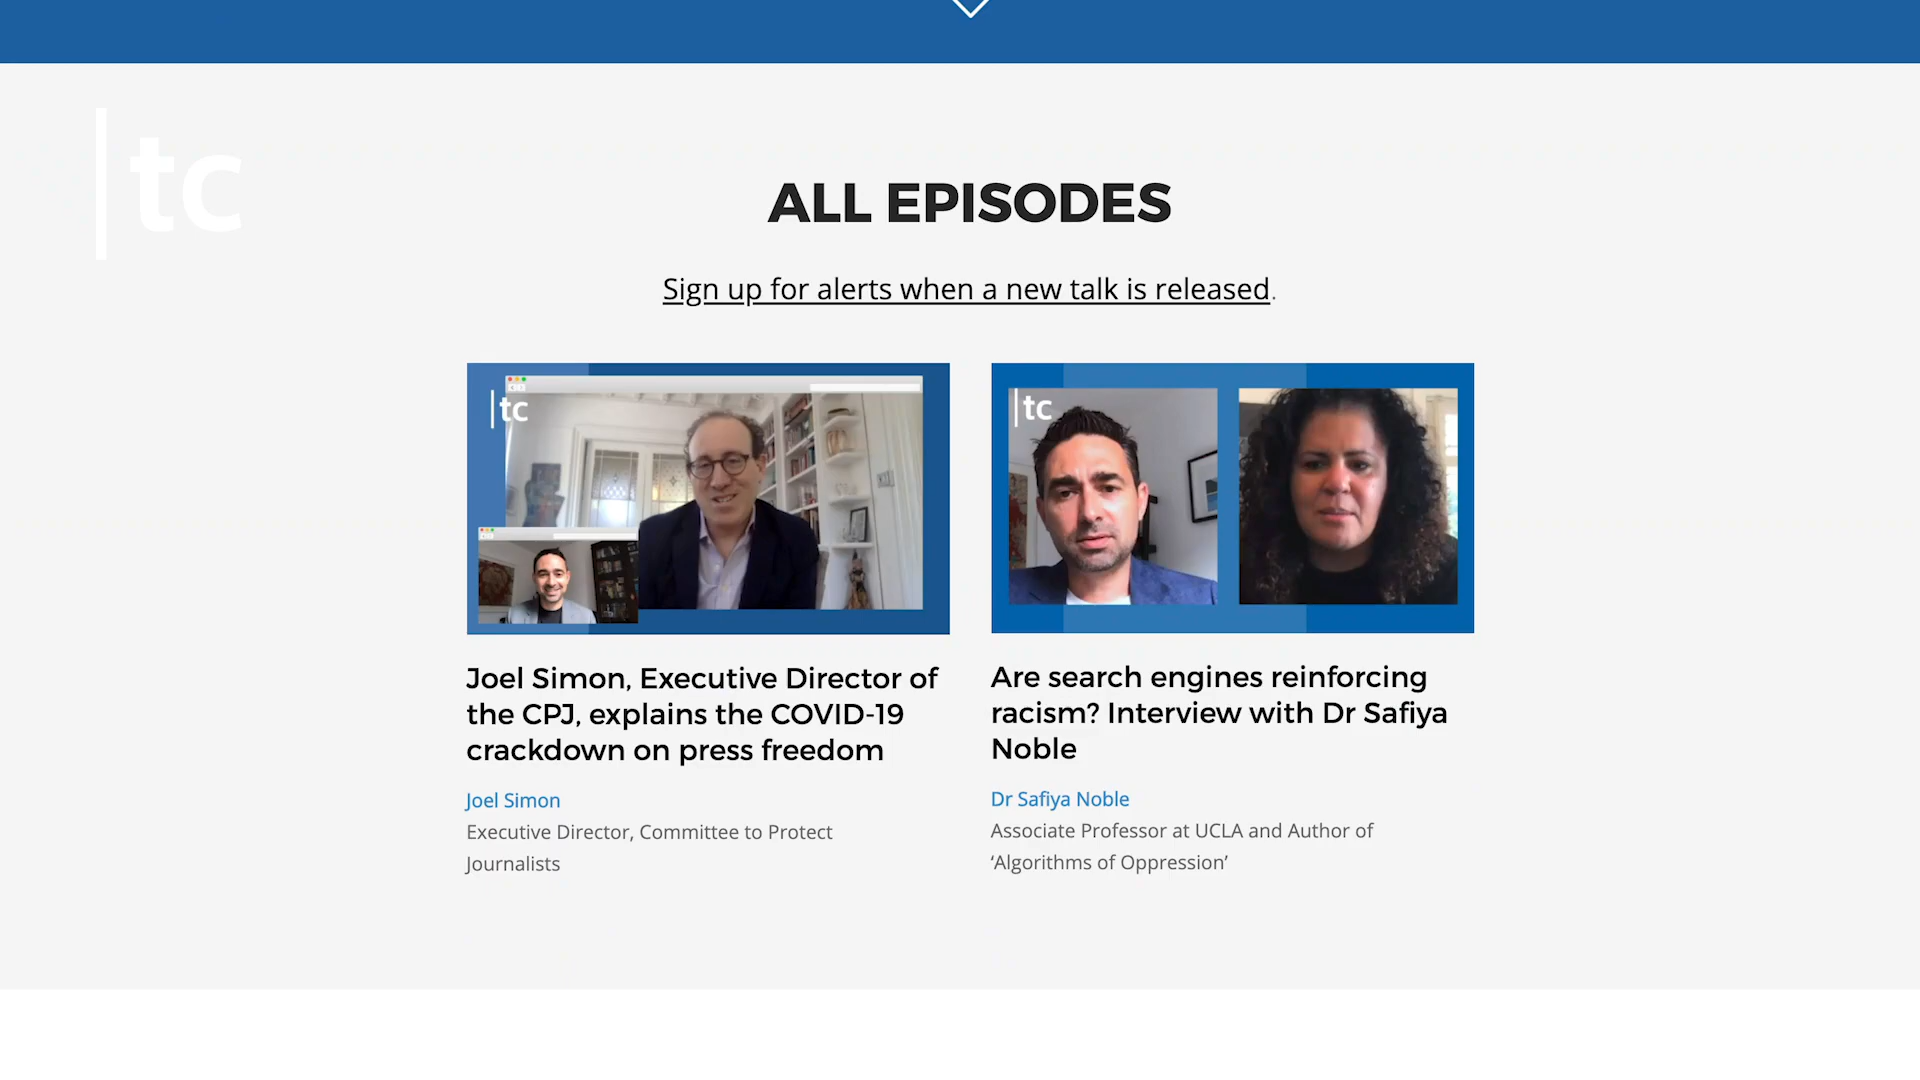 tc
ALL EPISODES
Sign up for alerts when a new talk is released.
tc
tc
Joel Simon, Executive Director of
the CPJ, explains the COVID-19
crackdown on press freedom
Joel Simon
Executive Director, Committee to Protect
Journalists
Are search engines reinforcing
racism? Interview with Dr Safiya
Noble
Dr Safiya Noble
Associate Professor at UCLA and Author of
‘Algorithms of Oppression’